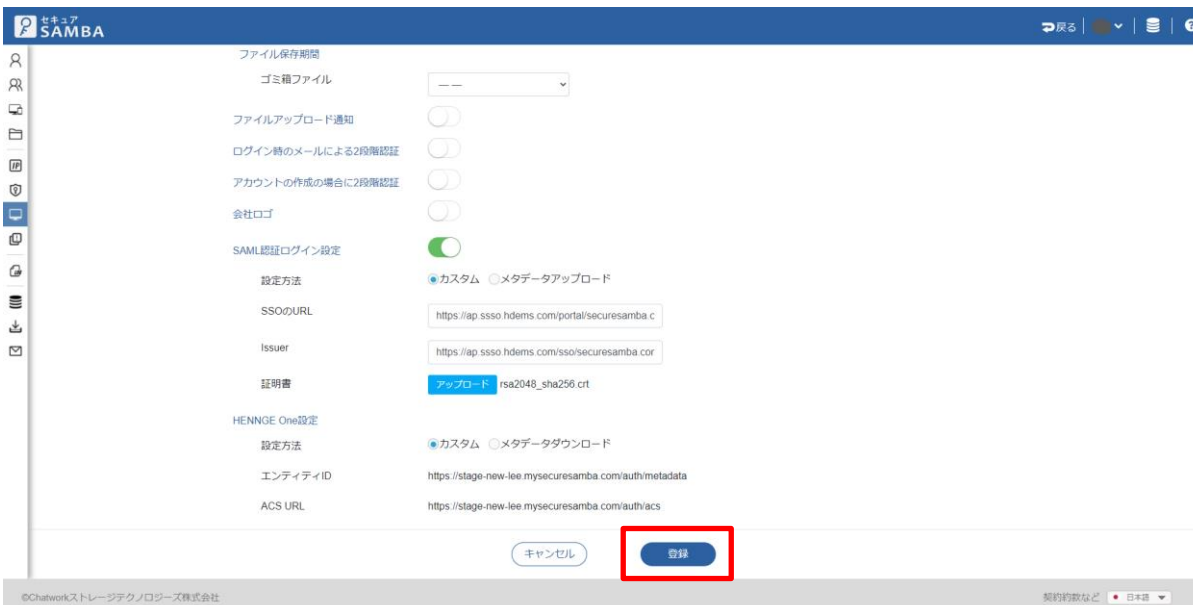 セキュア
SAMBA
戻る
ファイル保存期間
ゴミ箱ファイル
— —
ファイルアップロード通知
ログイン時のメールによる2段階認証
アカウントの作成の場合に2段階認証
会社ロゴ
SAML認証ログイン設定
設定方法 カスタム メタデータアップロード
SSOのURL https://ap.ssso.hdems.com/portal/securesamba.c
Issuer https://ap.ssso.hdems.com/sso/securesamba.cor
証明書 アップロード rsa2048_sha256.crt
HENNGE One設定
設定方法 カスタム メタデータダウンロード
エンティティID https://stage-new-lee.mysecuresamba.com/auth/metadata
ACS URL https://stage-new-lee.mysecuresamba.com/auth/acs
キャンセル 登録
©Chatworkストレージテクノロジーズ株式会社 契約約款など 日本語